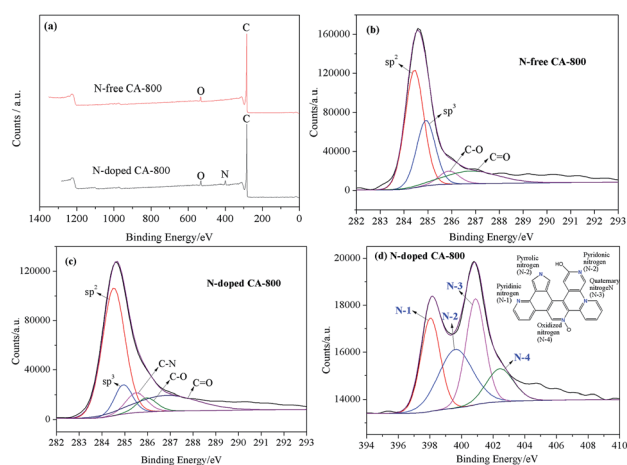 (a)
C
N-free CA-800
O
C
N-doped CA-800
O
N
Counts / a.u.
1400 1200 1000 800 600 400 200 0
Binding Energy/eV
(b)
N-free CA-800
sp2
sp3
C-O
C=O
160000
120000
80000
40000
0
Counts/a.u.
282 283 284 285 286 287 288 289 290 291 292 293
Binding Energy/eV
(c)
N-doped CA-800
sp2
sp3
C-N
C-O
C=O
120000
80000
40000
0
Counts/a.u.
282 283 284 285 286 287 288 289 290 291 292 293
Binding Energy/eV
(d) N-doped CA-800
N-1
N-2
N-3
N-4
Pyrrolic
nitrogen
(N-2)
Pyridonic
nitrogen
(N-2)
HO
Quaternary
nitrogeN
(N-3)
Pyridinic
nitrogen
(N-1)
Oxidized
nitrogen
(N-4)
N
N
N
N
N
O
20000
18000
16000
14000
Counts/a.u.
394 396 398 400 402 404 406 408 410
Binding Energy/eV